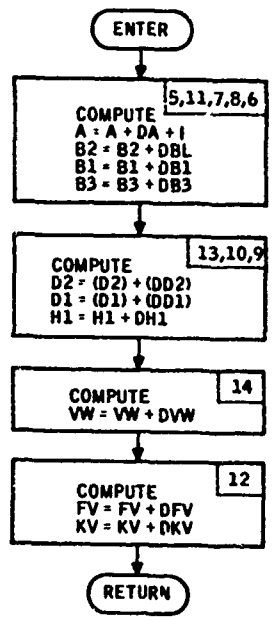 ENTER
5,11,7,8,6
COMPUTE
A = A + DA + I
B2 = B2 + DBL
B1 = B1 + DB1
B3 = B3 + DB3
13,10,9
COMPUTE
D2 = (D2) + (DD2)
D1 = (D1) + (DD1)
H1 = H1 + DH1
14
COMPUTE
VW = VW + DVW
12
COMPUTE
FV = FV + DFV
KV = KV + DKV
RETURN